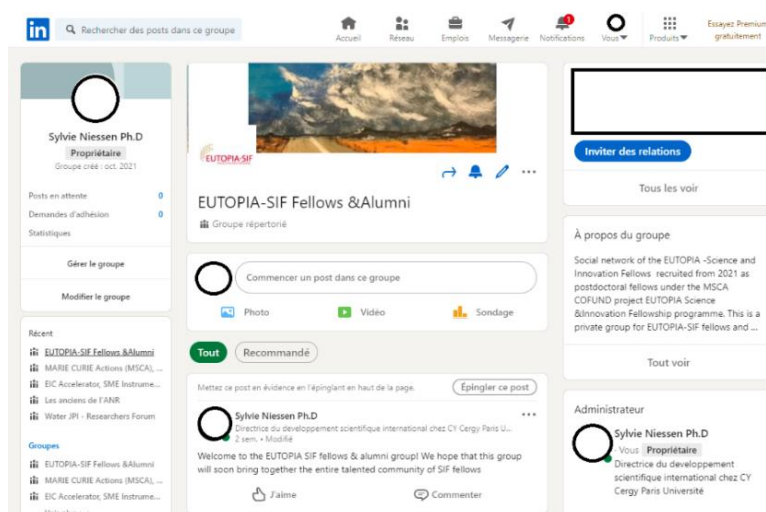 in
Rechercher des posts dans ce groupe
Accueil
Réseau
Emplois
Messagerie
1
Notifications
Vous
Produits
Essayez Premium
gratuitement
Sylvie Niessen Ph.D
Propriétaire
Groupe créé : oct. 2021
Posts en attente 0
Demandes d'adhésion 0
Statistiques
Gérer le groupe
Modifier le groupe
Récent
EUTOPIA-SIF Fellows &Alumni
MARIE CURIE Actions (MSCA), ...
EIC Accelerator, SME Instrume...
Les anciens de l'ANR
Water JPI - Researchers Forum
Groupes
EUTOPIA-SIF Fellows &Alumni
MARIE CURIE Actions (MSCA), ...
EIC Accelerator, SME Instrume...
EUTOPIA-SIF
EUTOPIA-SIF Fellows &Alumni
Groupe répertorié
Commencer un post dans ce groupe
Photo
Vidéo
Sondage
Tout
Recommandé
Mettez ce post en évidence en l'épinglant en haut de la page.
Épingler ce post
Sylvie Niessen Ph.D
Directrice du developpement scientifique international chez CY Cergy Paris U...
2 sem. • Modifié
Welcome to the EUTOPIA SIF fellows & alumni group! We hope that this group
will soon bring together the entire talented community of SIF fellows
J'aime
Commenter
Inviter des relations
Tous les voir
À propos du groupe
Social network of the EUTOPIA -Science and
Innovation Fellows recruited from 2021 as
postdoctoral fellows under the MSCA
COFUND project EUTOPIA Science
&Innovation Fellowship programme. This is a
private group for EUTOPIA-SIF fellows and ...
Tout voir
Administrateur
Sylvie Niessen Ph.D
· Vous Propriétaire
Directrice du developpement
scientifique international chez CY
Cergy Paris Université